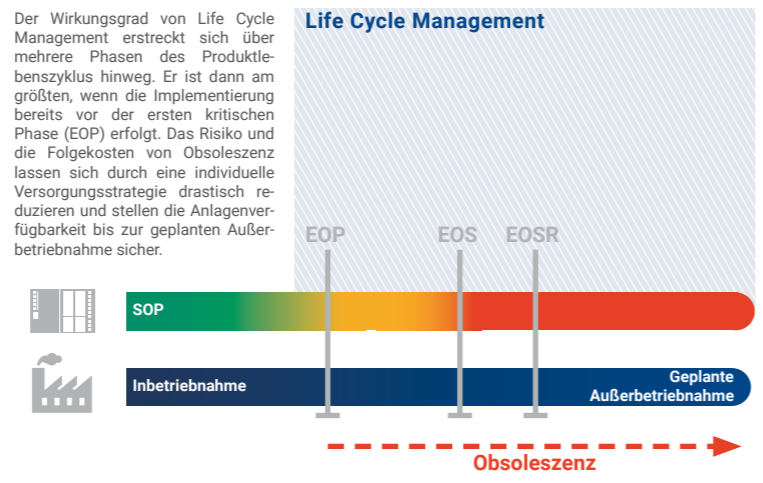 Der Wirkungsgrad von Life Cycle
Management erstreckt sich über
mehrere Phasen des Produktle-
benszyklus hinweg. Er ist dann am
größten, wenn die Implementierung
bereits vor der ersten kritischen
Phase (EOP) erfolgt. Das Risiko und
die Folgekosten von Obsoleszenz
lassen sich durch eine individuelle
Versorgungsstrategie drastisch re-
duzieren und stellen die Anlagenver-
fügbarkeit bis zur geplanten Außer-
betriebnahme sicher.
Life Cycle Management
EOP
EOS
EOSR
SOP
Inbetriebnahme
Geplante
Außerbetriebnahme
Obsoleszenz